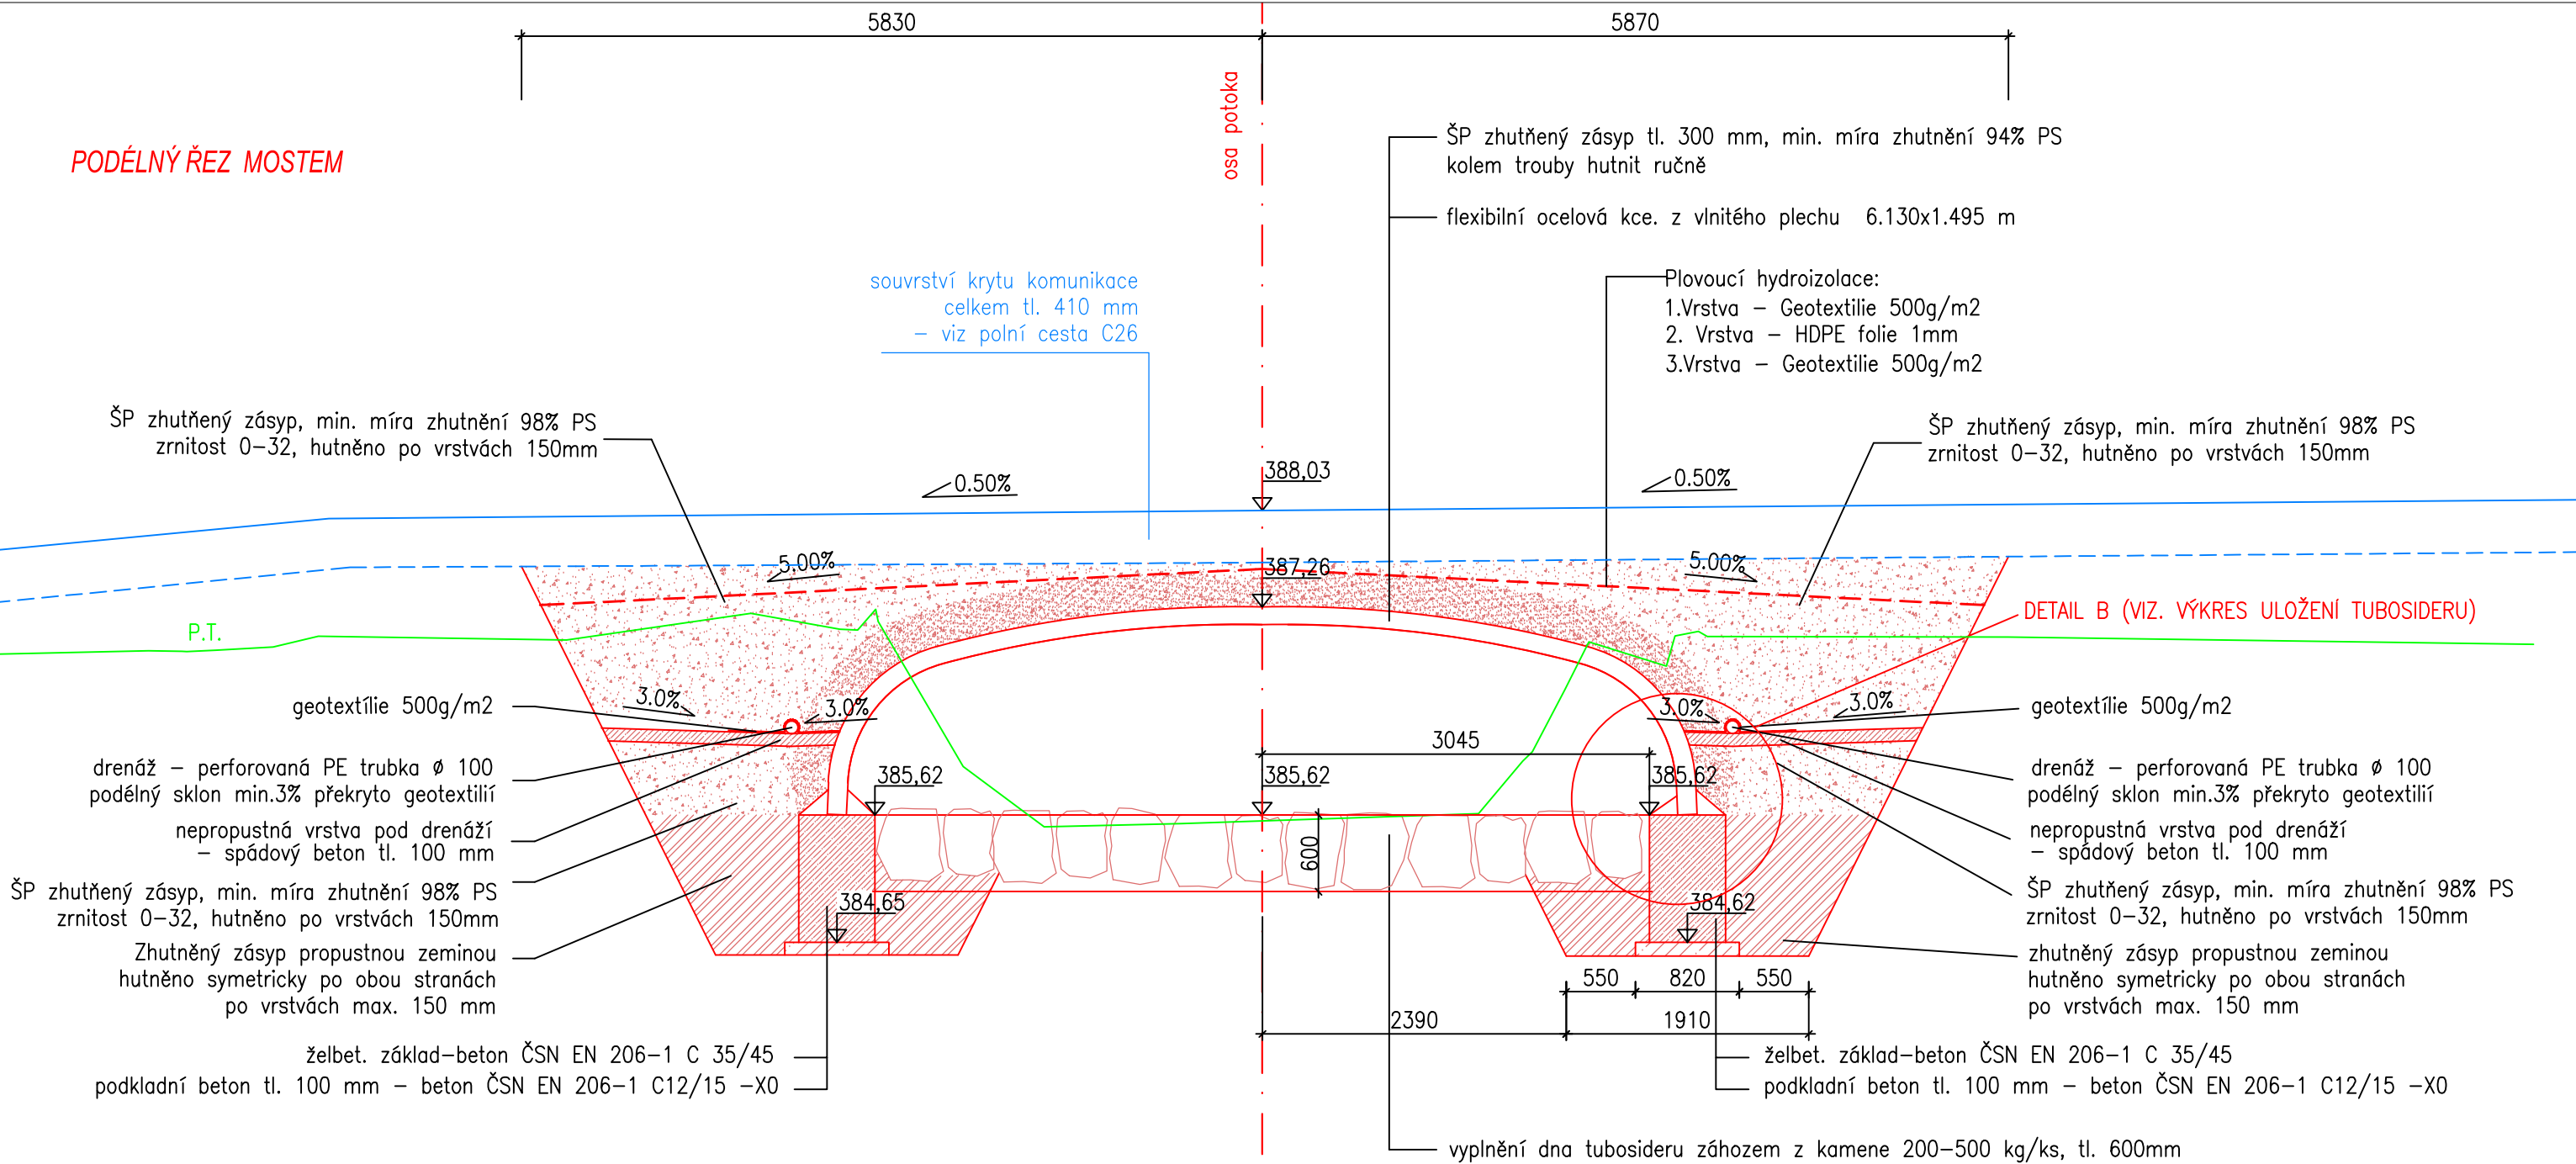 5830
5870
osa potoka
PODÉLNÝ ŘEZ MOSTEM
ŠP zhutňený zásyp tl. 300 mm, min. míra zhutnění 94% PS
kolem trouby hutnit ručně
flexibilní ocelová kce. z vlnitého plechu 6.130x1.495 m
souvrství krytu komunikace
celkem tl. 410 mm
– viz polní cesta C26
Plovoucí hydroizolace:
1.Vrstva – Geotextilie 500g/m2
2. Vrstva – HDPE folie 1mm
3.Vrstva – Geotextilie 500g/m2
ŠP zhutňený zásyp, min. míra zhutnění 98% PS
zrnitost 0–32, hutněno po vrstvách 150mm
ŠP zhutňený zásyp, min. míra zhutnění 98% PS
zrnitost 0–32, hutněno po vrstvách 150mm
0.50%
388,03
0.50%
5.00%
387,26
5.00%
P.T.
DETAIL B (VIZ. VÝKRES ULOŽENÍ TUBOSIDERU)
geotextílie 500g/m2
3.0%
3.0%
3.0%
3.0%
geotextílie 500g/m2
3045
drenáž – perforovaná PE trubka ø 100
podélný sklon min.3% překryto geotextilií
385,62
385,62
385,62
drenáž – perforovaná PE trubka ø 100
podélný sklon min.3% překryto geotextilií
nepropustná vrstva pod drenáží
– spádový beton tl. 100 mm
600
nepropustná vrstva pod drenáží
– spádový beton tl. 100 mm
ŠP zhutňený zásyp, min. míra zhutnění 98% PS
zrnitost 0–32, hutněno po vrstvách 150mm
384,65
384,62
ŠP zhutňený zásyp, min. míra zhutnění 98% PS
zrnitost 0–32, hutněno po vrstvách 150mm
Zhutněný zásyp propustnou zeminou
hutněno symetricky po obou stranách
po vrstvách max. 150 mm
zhutněný zásyp propustnou zeminou
hutněno symetricky po obou stranách
po vrstvách max. 150 mm
550
820
550
2390
1910
želbet. základ–beton ČSN EN 206–1 C 35/45
podkladní beton tl. 100 mm – beton ČSN EN 206–1 C12/15 –X0
želbet. základ–beton ČSN EN 206–1 C 35/45
podkladní beton tl. 100 mm – beton ČSN EN 206–1 C12/15 –X0
vyplnění dna tubosideru záhozem z kamene 200–500 kg/ks, tl. 600mm